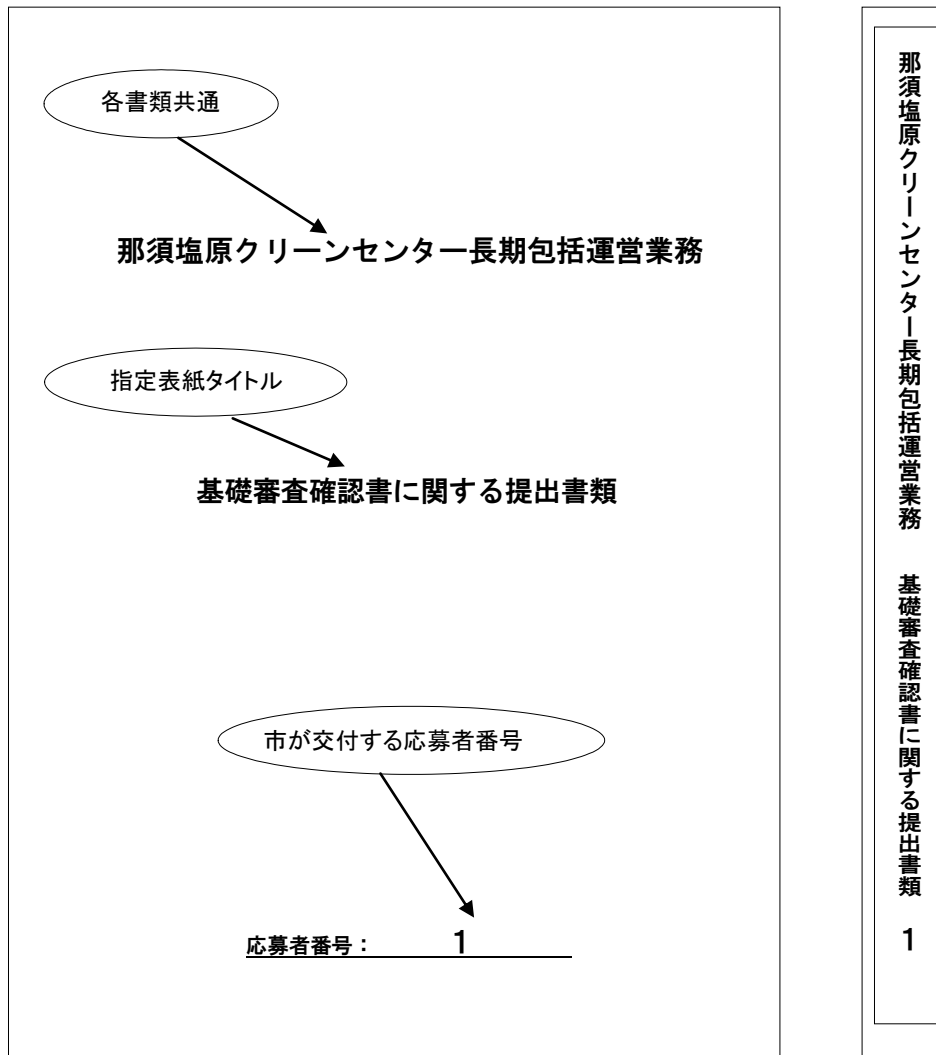 各書類共通
那須塩原クリーンセンター長期包括運営業務
指定表紙タイトル
基礎審査確認書に関する提出書類
市が交付する応募者番号
応募者番号： 1
那須塩原クリーンセンター長期包括運営業務 基礎審査確認書に関する提出書類 1